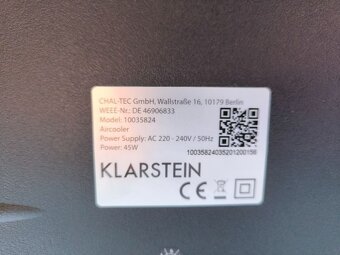 CHAL-TEC GmbH, Wallstraße 16, 10179 Berlin
WEEE-Nr.: DE 46906833
Model: 10035824
Aircooler
Power Supply: AC 220 - 240V / 50Hz
Power: 45W
10035824035201200156
KLARSTEIN
CE